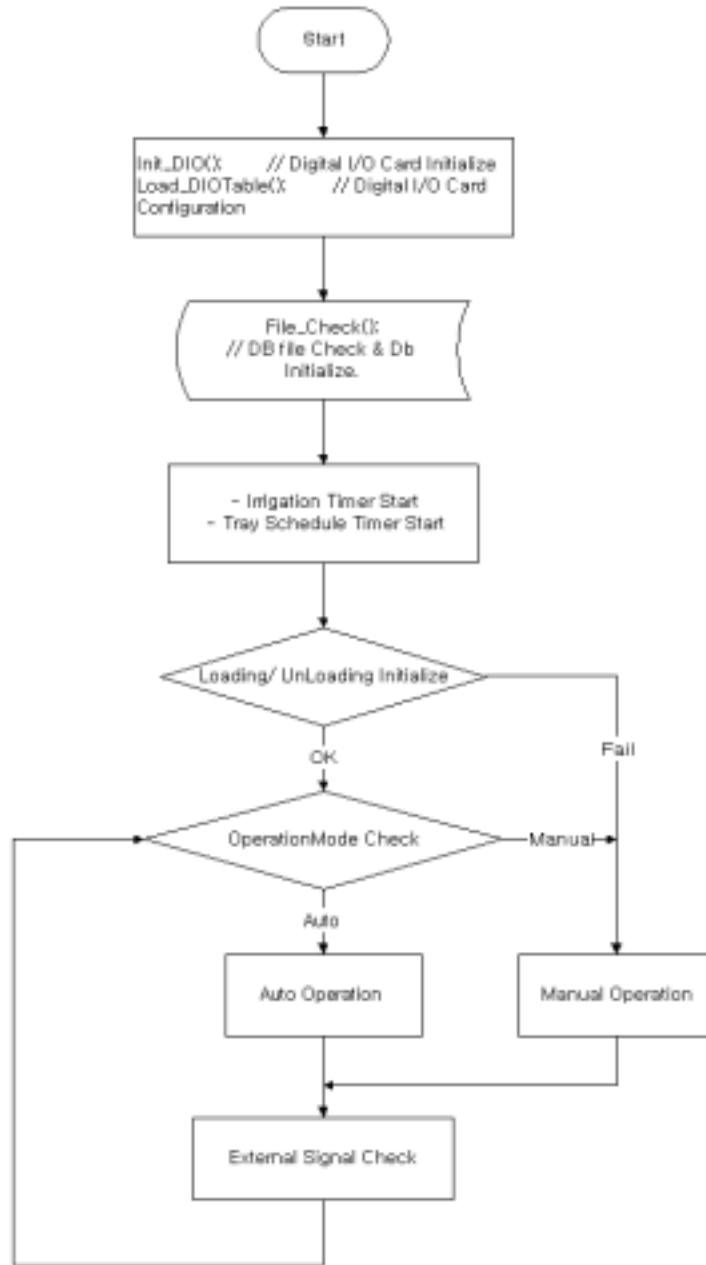 Start
Init_DIO();    // Digital I/O Card Initialize
Load_DIOTable();    // Digital I/O Card
Configuration
File_Check();
// DB file Check & Db
Initialize.
- Irrigation Timer Start
- Tray Schedule Timer Start
Loading/ UnLoading Initialize
Fail
OK
OperationMode Check
Manual
Auto
Auto Operation
Manual Operation
External Signal Check